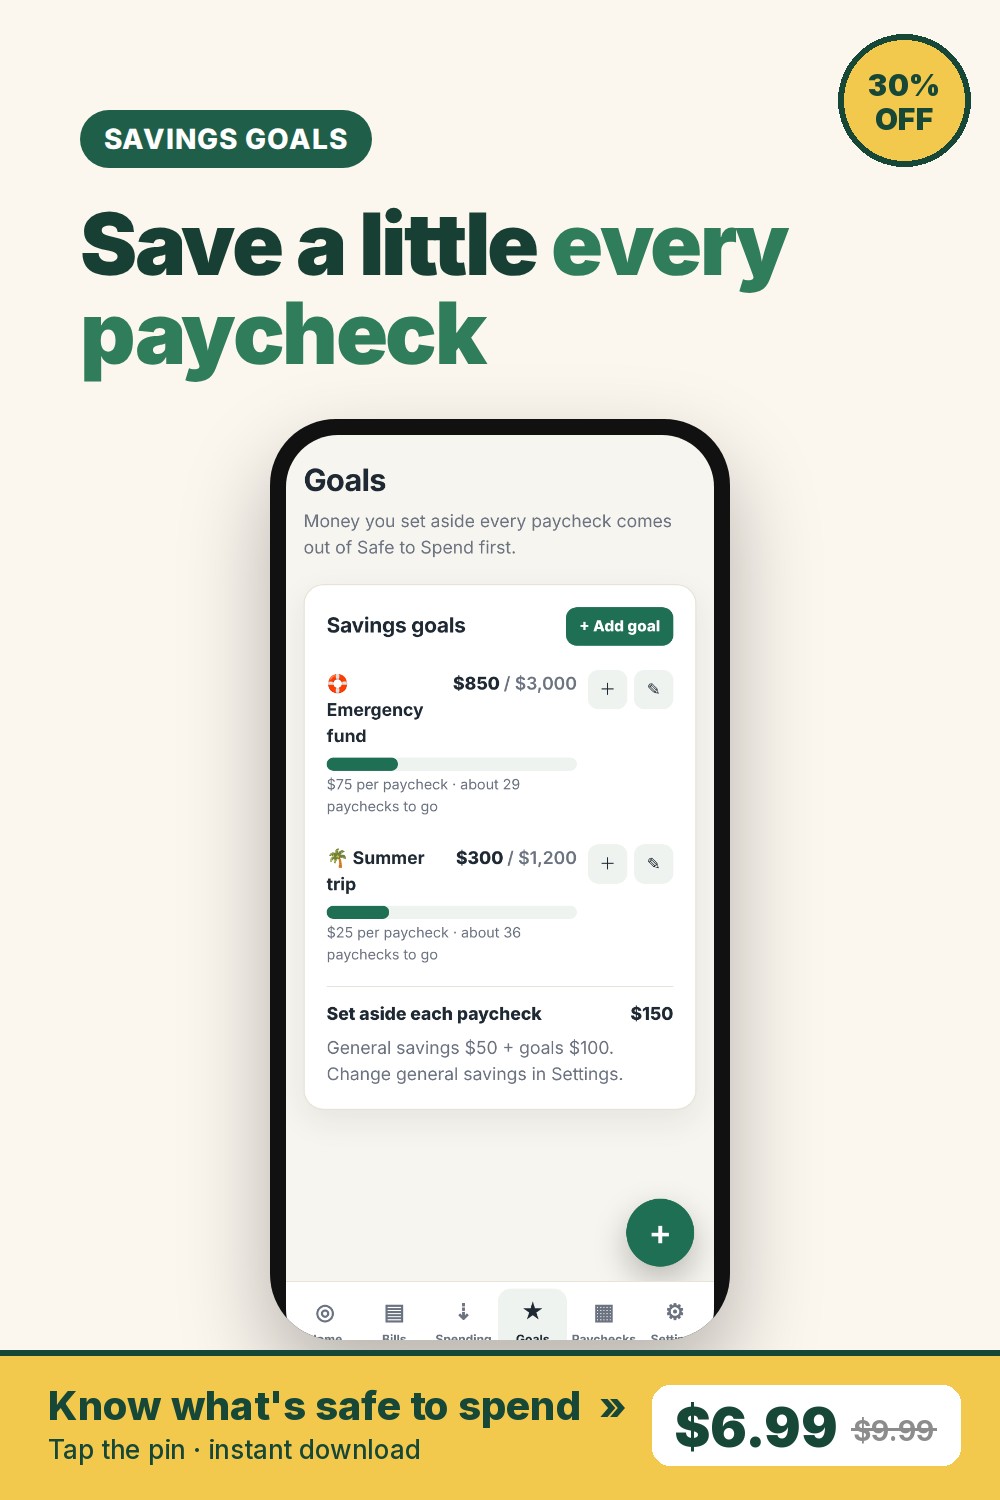 30%
OFF
SAVINGS GOALS
Save a little every
paycheck
Goals
Money you set aside every paycheck comes
out of Safe to Spend first.
Savings goals
+ Add goal
Emergency
fund
$850 / $3,000
$75 per paycheck · about 29
paychecks to go
Summer
trip
$300 / $1,200
$25 per paycheck · about 36
paychecks to go
Set aside each paycheck $150
General savings $50 + goals $100.
Change general savings in Settings.
Bills Spending Goals Paychecks
Know what's safe to spend »
Tap the pin · instant download
$6.99 $9.99